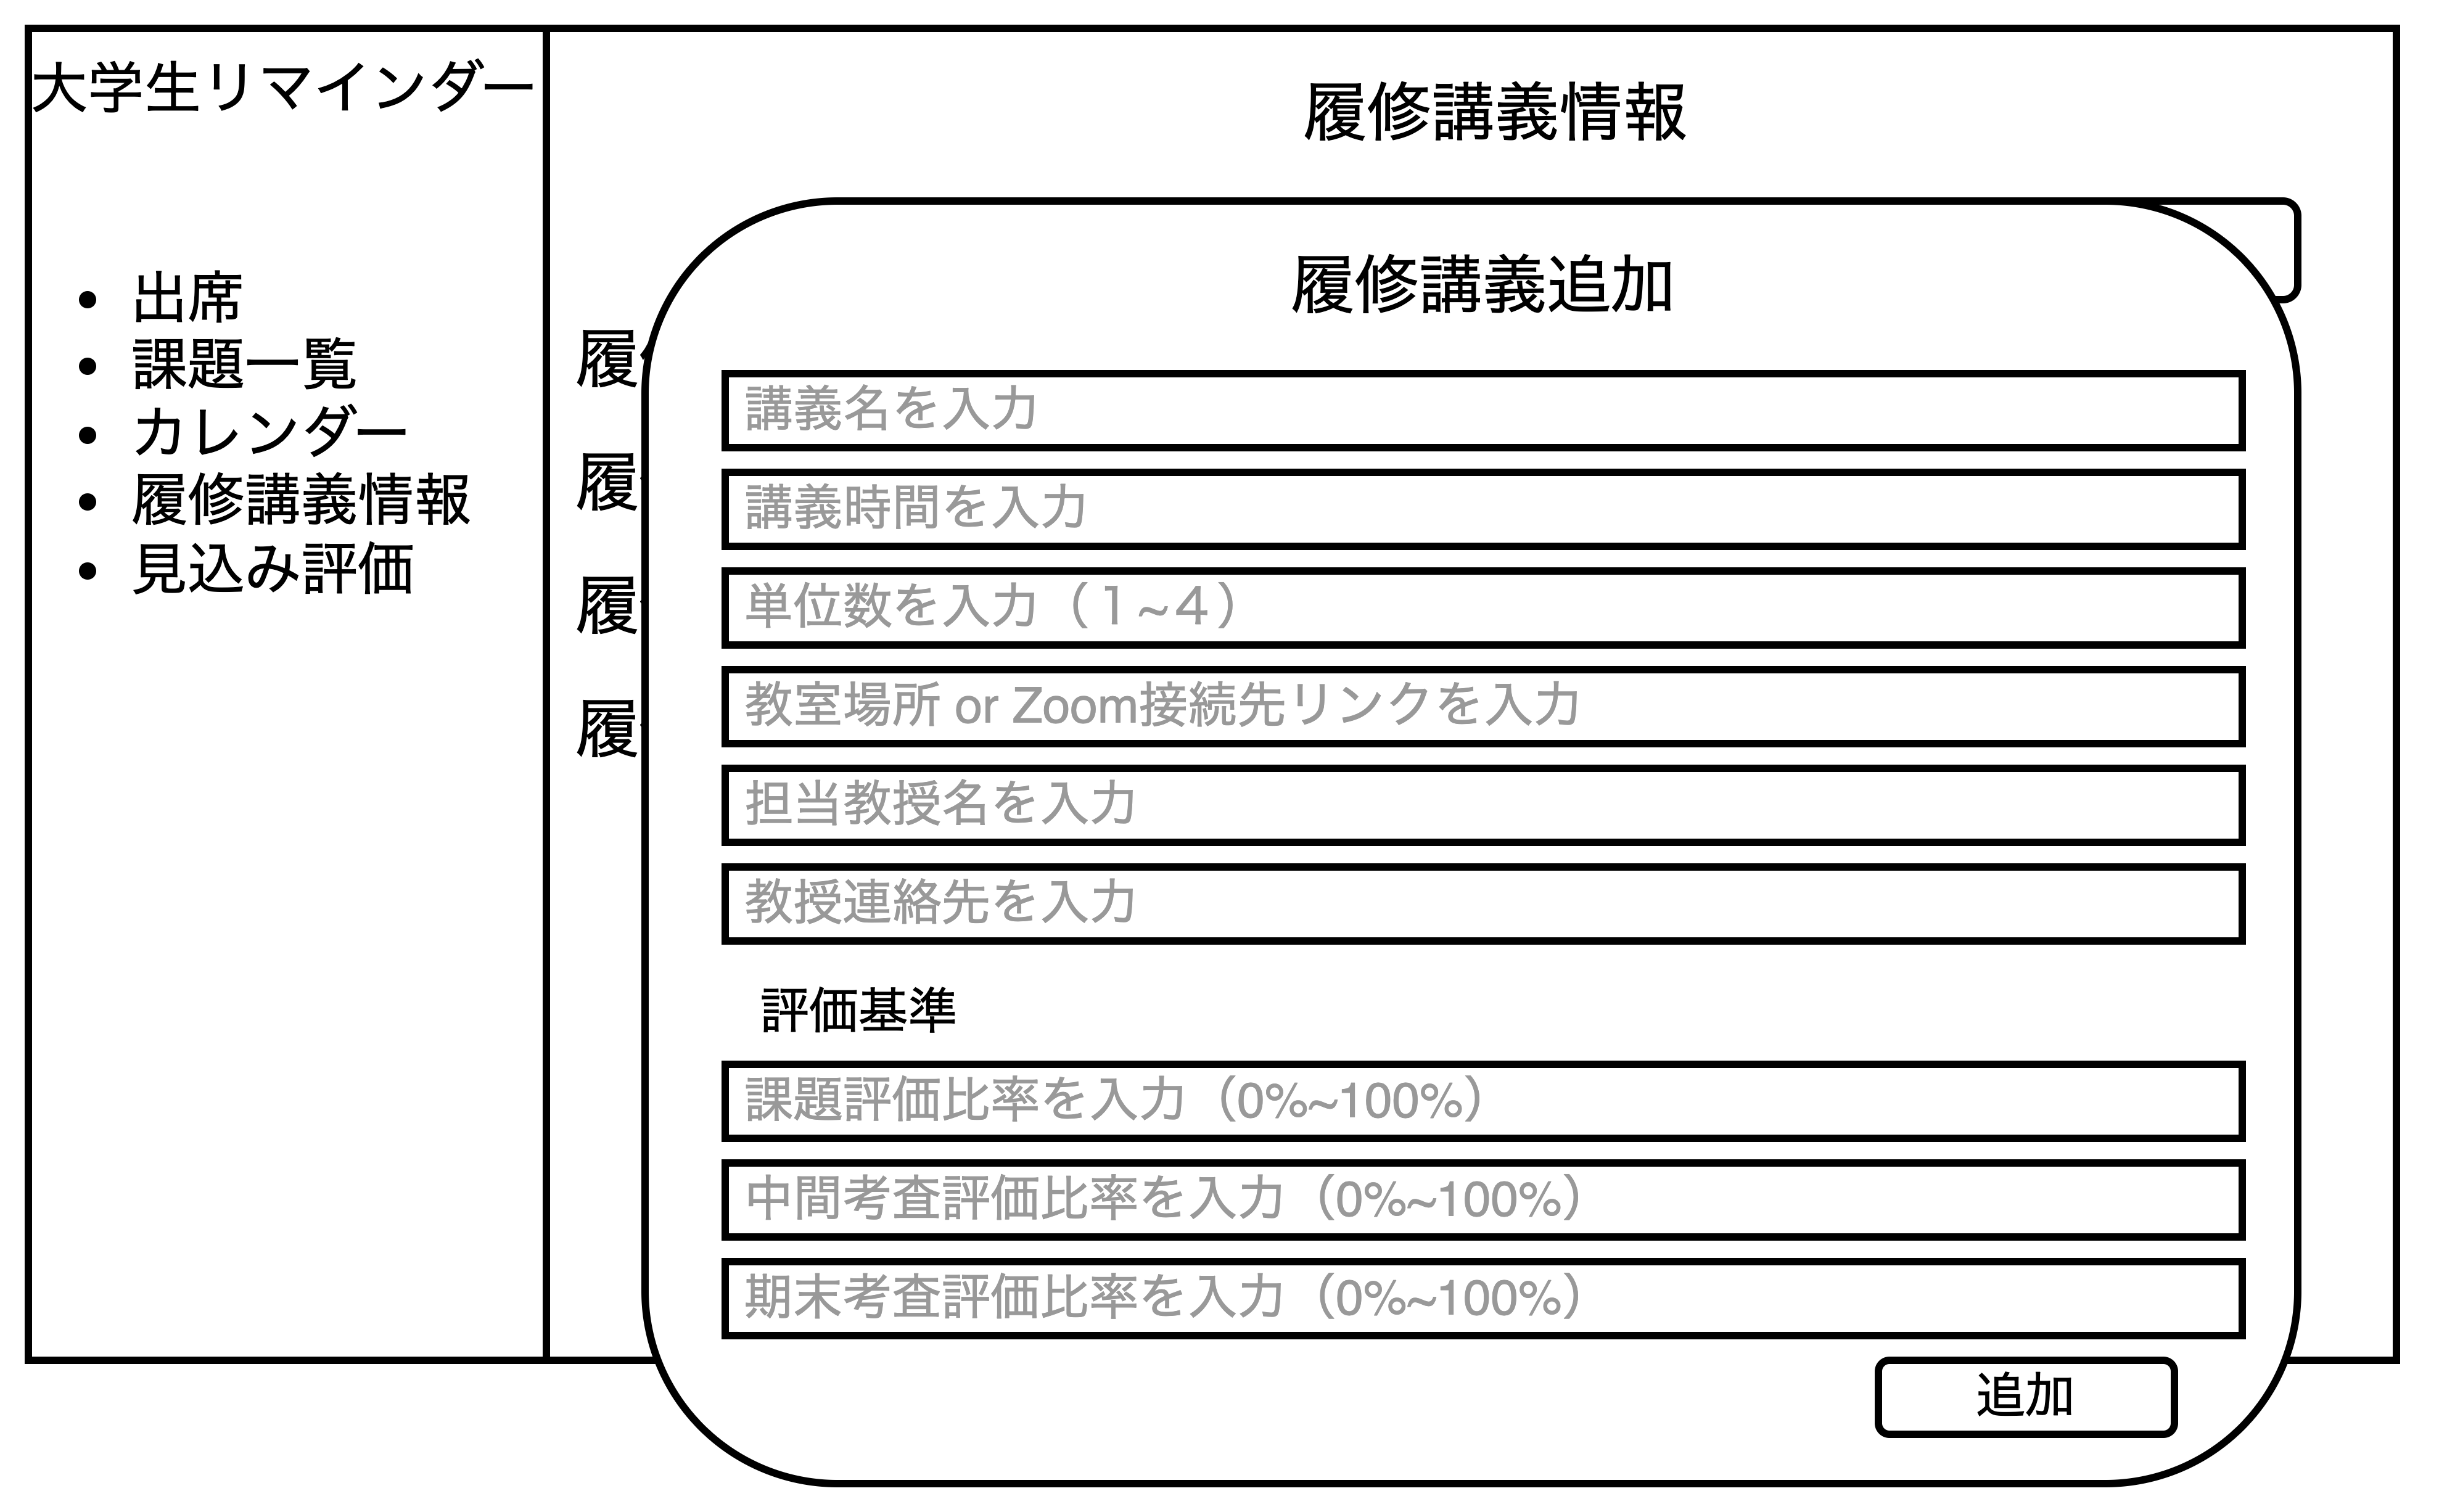 大学生リマインダー
• 出席
• 課題一覧
• カレンダー
• 履修講義情報
• 見込み評価
履修講義情報
履
履
履
履
履修講義追加
講義名を入力
講義時間を入力
単位数を入力（１~４）
教室場所 or Zoom接続先リンクを入力
担当教授名を入力
教授連絡先を入力
評価基準
課題評価比率を入力（0%~100%）
中間考査評価比率を入力（0%~100%）
期末考査評価比率を入力（0%~100%）
追加